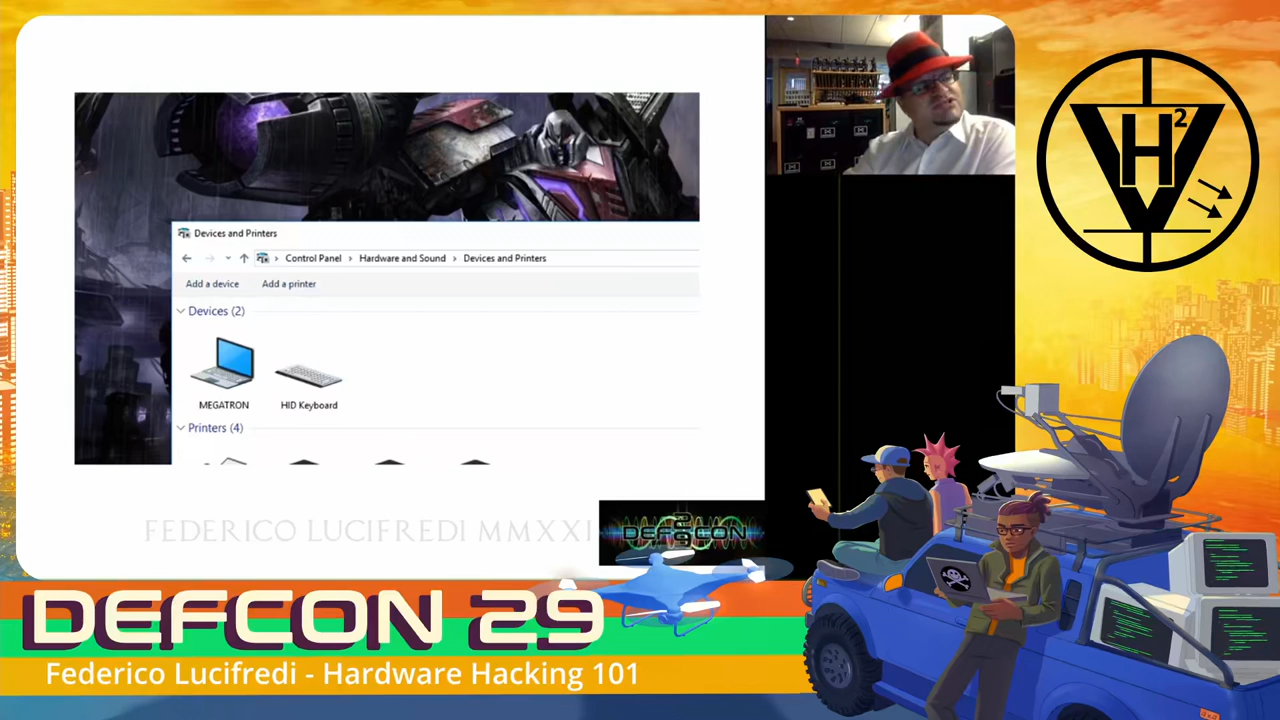 Devices and Printers
Control Panel > Hardware and Sound > Devices and Printers
Add a device Add a printer
Devices (2)
MEGATRON HID Keyboard
Printers (4)
FEDERICO LUCIFREDI MMXXI
DEFCON
H2
DEFCON 29
Federico Lucifredi - Hardware Hacking 101